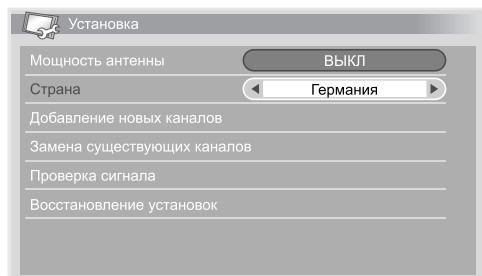 Установка
Мощность антенны ВЫКЛ
Страна Германия
Добавление новых каналов
Замена существующих каналов
Проверка сигнала
Восстановление установок